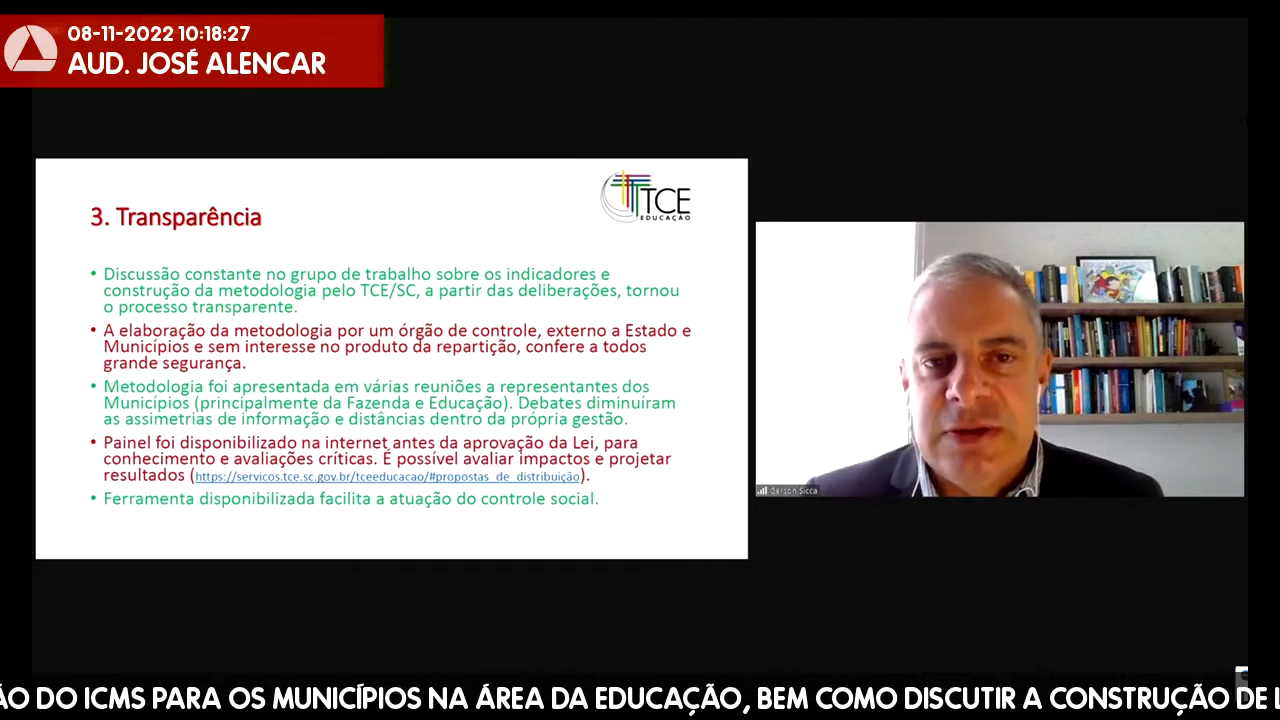 08-11-2022 10:18:27
AUD. JOSÉ ALENCAR
TCE
EDUCAÇÃO
3. Transparência
• Discussão constante no grupo de trabalho sobre os indicadores e
construção da metodologia pelo TCE/SC, a partir das deliberações, tornou
o processo transparente.
• A elaboração da metodologia por um órgão de controle, externo a Estado e
Municípios e sem interesse no produto da repartição, confere a todos
grande segurança.
• Metodologia foi apresentada em várias reuniões a representantes dos
Municípios (principalmente da Fazenda e Educação). Debates diminuíram
as assimetrias de informação e distâncias dentro da própria gestão.
• Painel foi disponibilizado na internet antes da aprovação da Lei, para
conhecimento e avaliações críticas. É possível avaliar impactos e projetar
resultados (https://servicos.tce.sc.gov.br/tceeducacao/#propostas_de_distribuição).
• Ferramenta disponibilizada facilita a atuação do controle social.
Gerson Sicca
ÃO DO ICMS PARA OS MUNICÍPIOS NA ÁREA DA EDUCAÇÃO, BEM COMO DISCUTIR A CONSTRUÇÃO DE